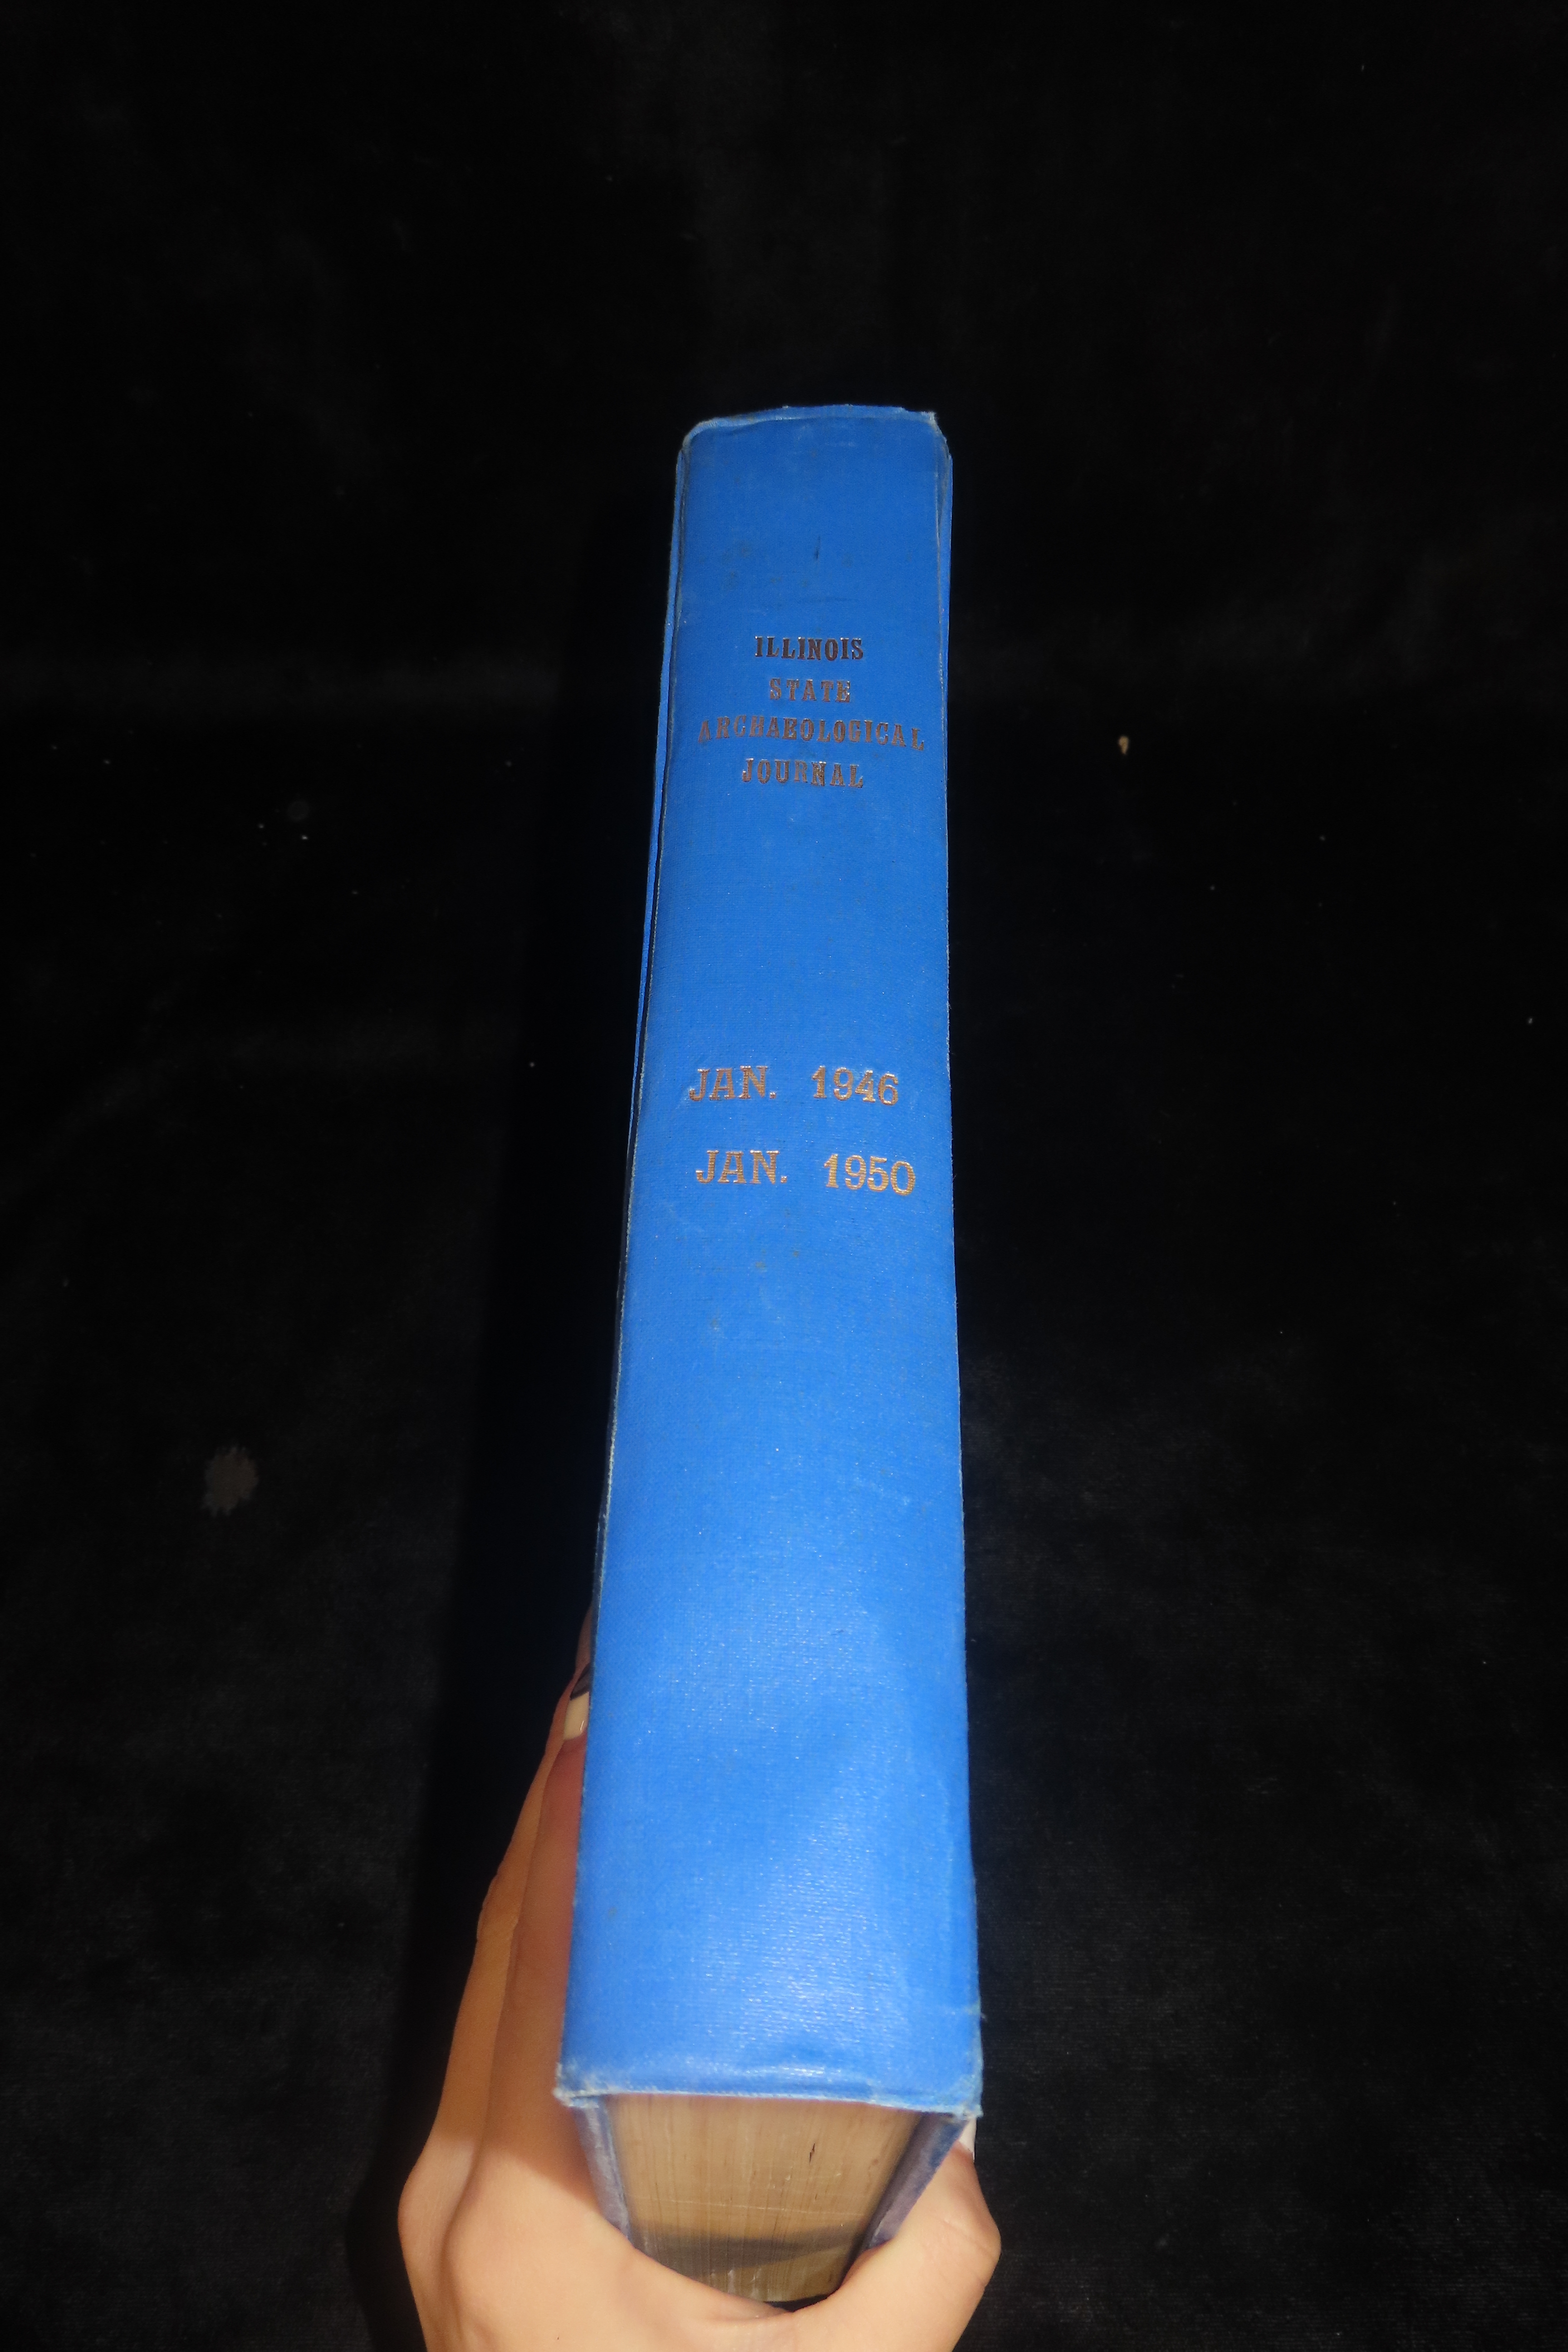 ILLINOIS
STATE
ARCHAEOLOGICAL
JOURNAL
JAN. 1946
JAN. 1950